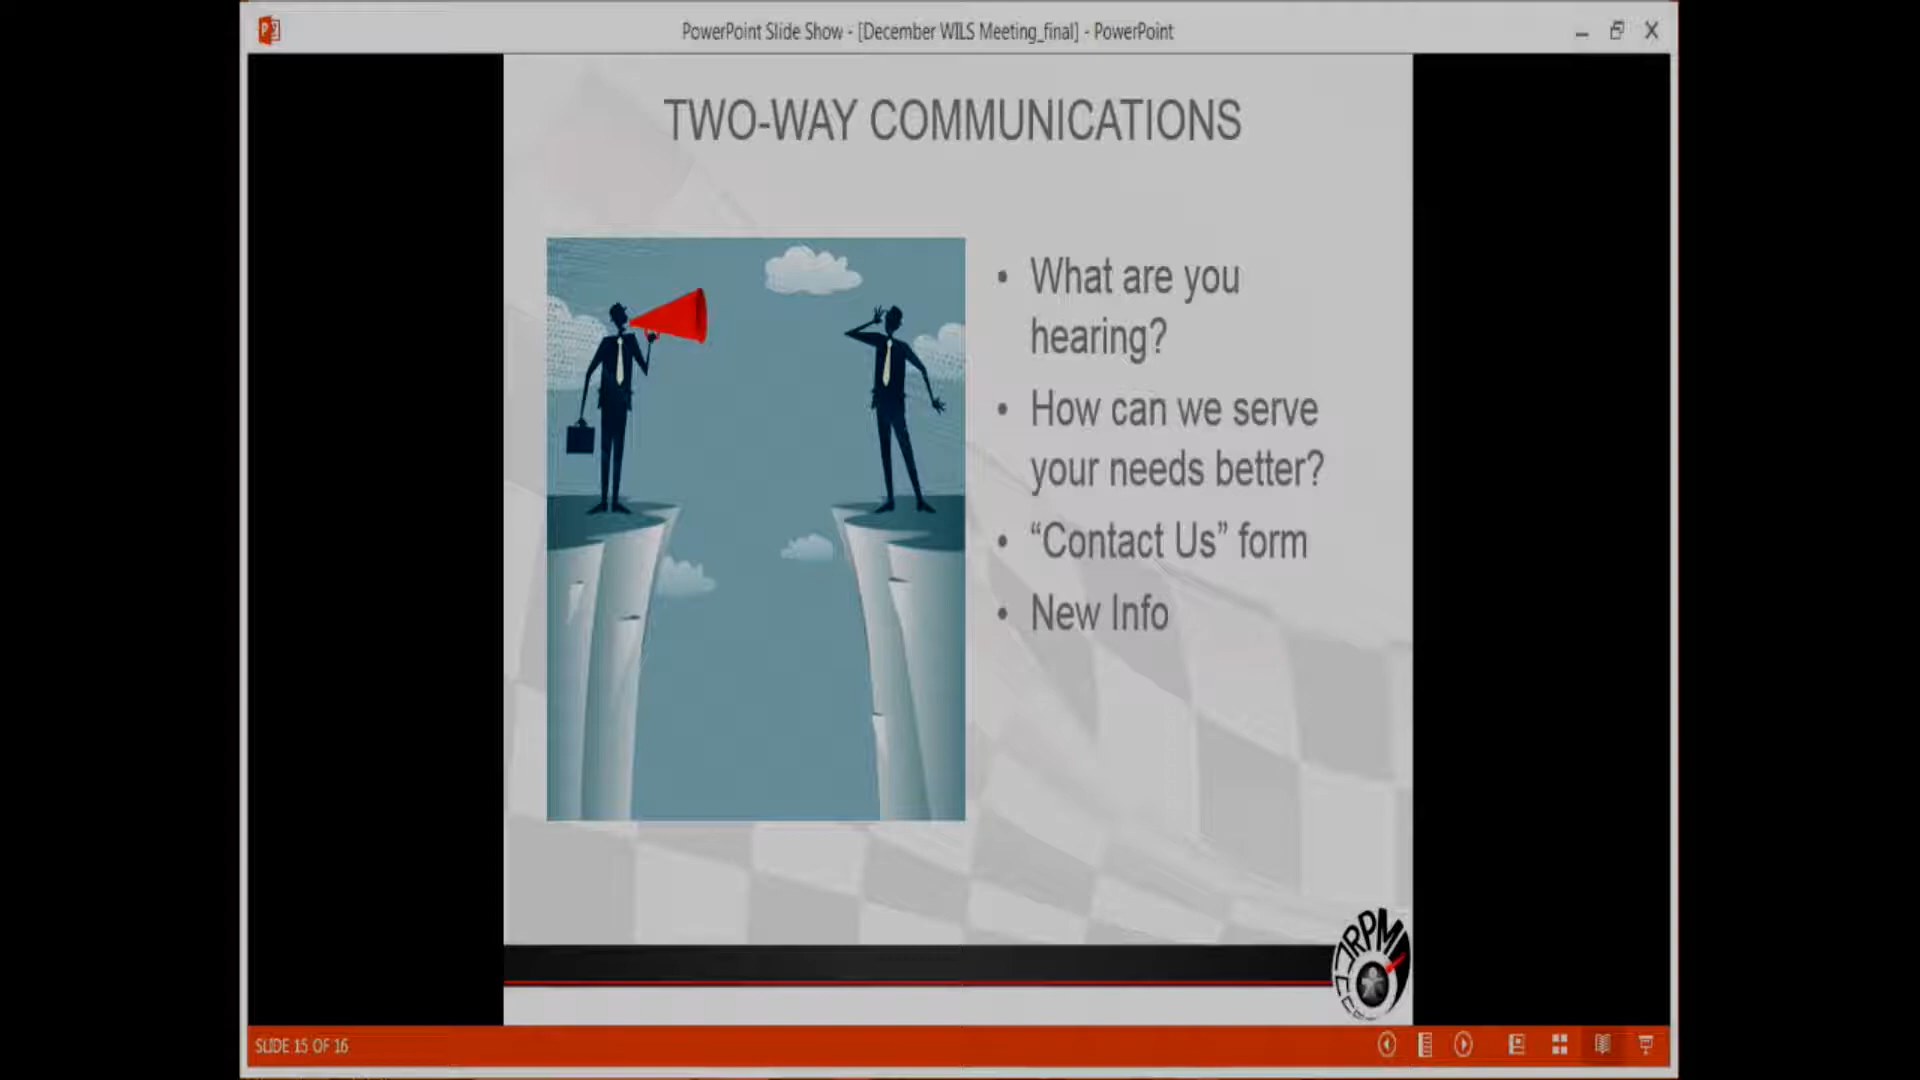 PowerPoint Slide Show - [December WILS Meeting_final] - PowerPoint
TWO-WAY COMMUNICATIONS
• What are you
hearing?
• How can we serve
your needs better?
• “Contact Us” form
• New Info
RPM
SLIDE 15 OF 16